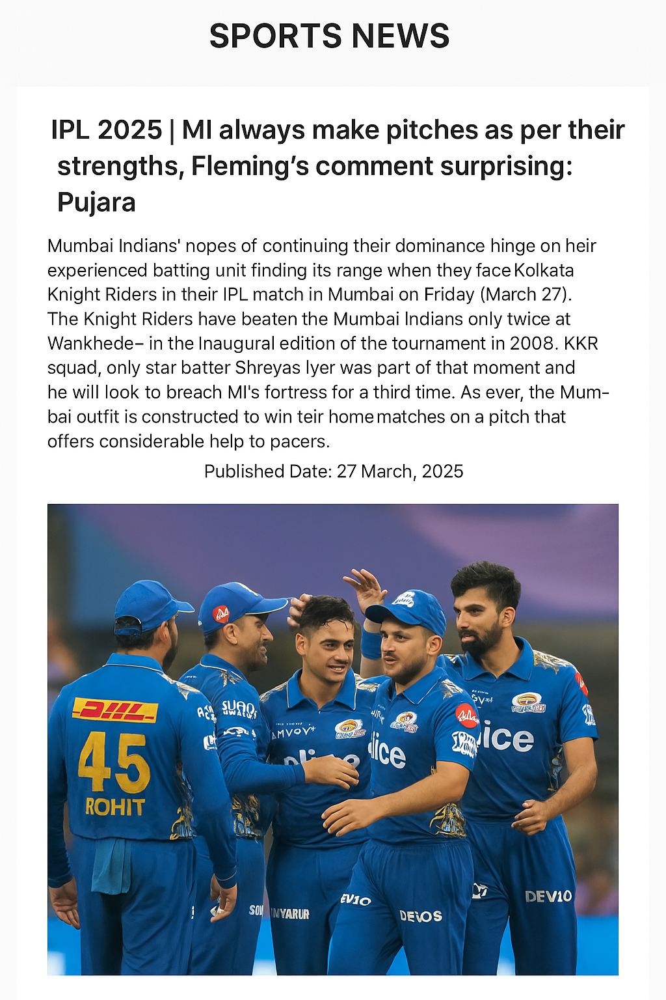 SPORTS NEWS
IPL 2025 | MI always make pitches as per their
strengths, Fleming’s comment surprising:
Pujara
Mumbai Indians' nopes of continuing their dominance hinge on heir
experienced batting unit finding its range when they face Kolkata
Knight Riders in their IPL match in Mumbai on Friday (March 27).
The Knight Riders have beaten the Mumbai Indians only twice at
Wankhede– in the Inaugural edition of the tournament in 2008. KKR
squad, only star batter Shreyas lyer was part of that moment and
he will look to breach MI's fortress for a third time. As ever, the Mum–
bai outfit is constructed to win teir home matches on a pitch that
offers considerable help to pacers.
Published Date: 27 March, 2025
DHL
45
ROHIT
lice
ice
EV10
DEV10